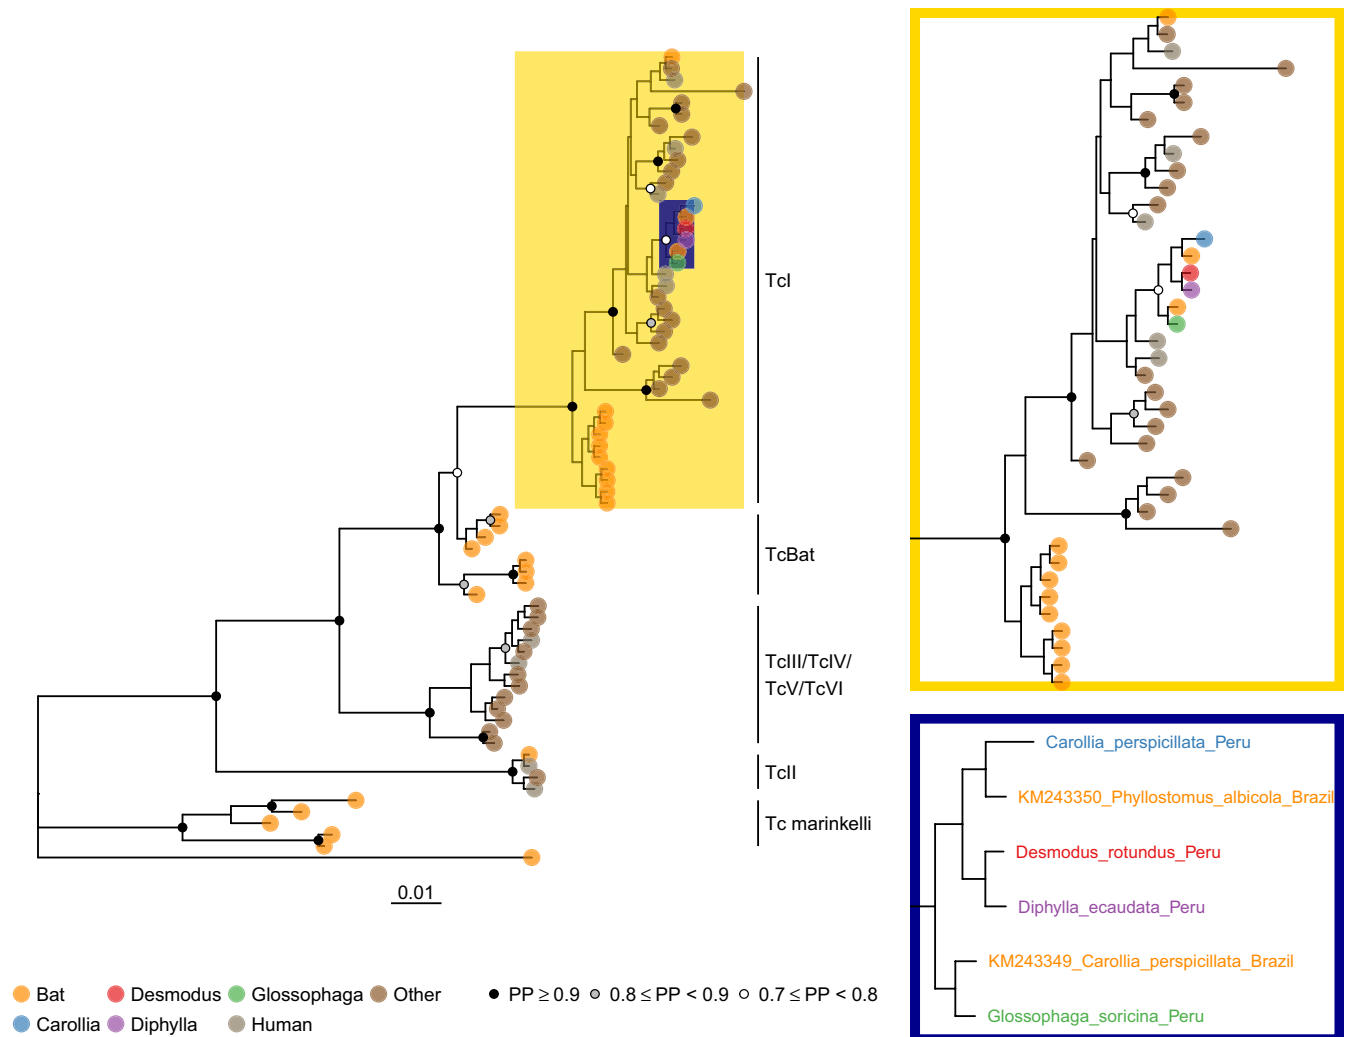 TcI
TcBat
TcIII/TcIV/
TcV/TcVI
TcII
Tc marinkelli
0.01
Carollia_perspicillata_Peru
KM243350_Phyllostomus_albicola_Brazil
Desmodus_rotundus_Peru
Diphylla_ecaudata_Peru
KM243349_Carollia_perspicillata_Brazil
Glossophaga_soricina_Peru
Bat Desmodus Glossophaga Other PP ≥ 0.9 0.8 ≤ PP < 0.9 0.7 ≤ PP < 0.8
Carollia Diphylla Human